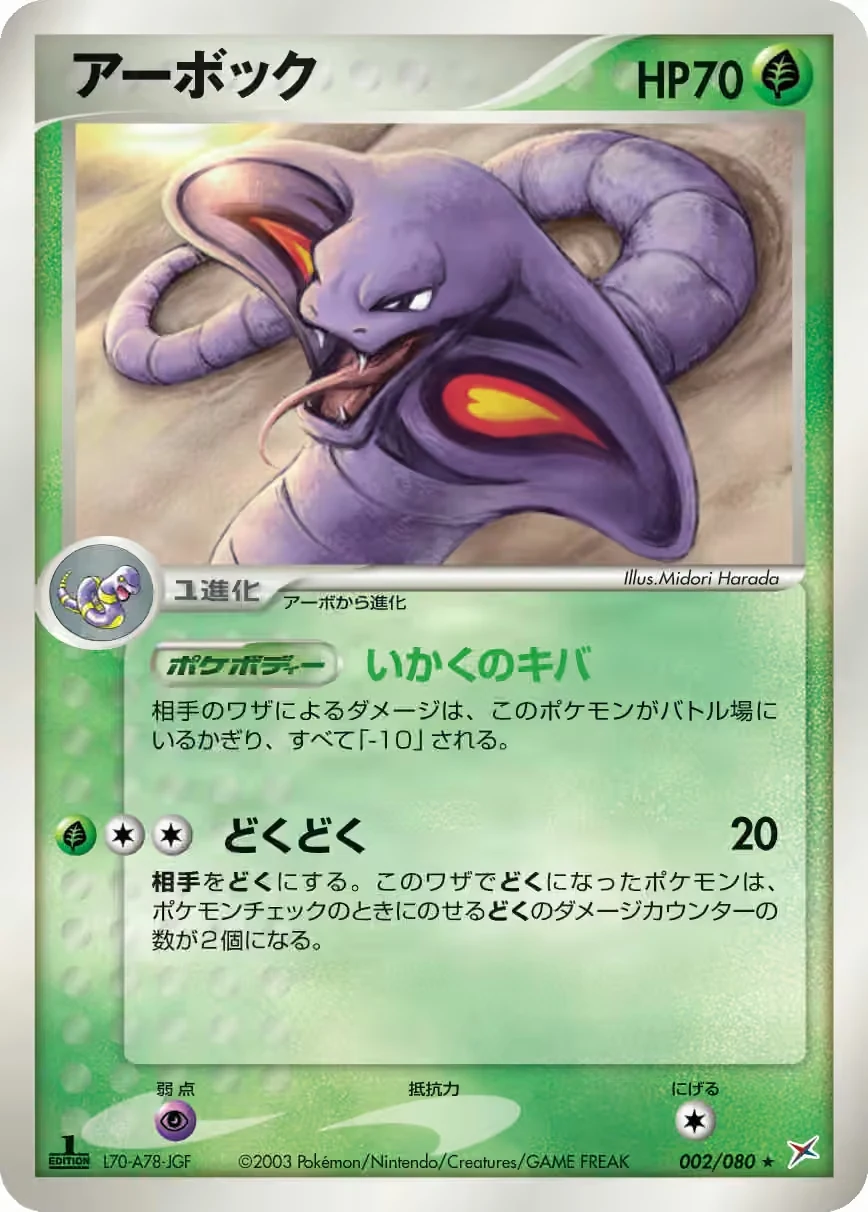 アーボック HP70
Illus.Midori Harada
1進化
アーボから進化
ポケボディー いかくのキバ
相手のワザによるダメージは、このポケモンがバトル場に
いるかぎり、すべて「-10」される。
どくどく 20
相手をどくにする。このワザでどくになったポケモンは、
ポケモンチェックのときにのせるどくのダメージカウンターの
数が2個になる。
弱点 抵抗力 にげる
1 EDITION L70-A78-JGF ©2003 Pokémon/Nintendo/Creatures/GAME FREAK 002/080 ★